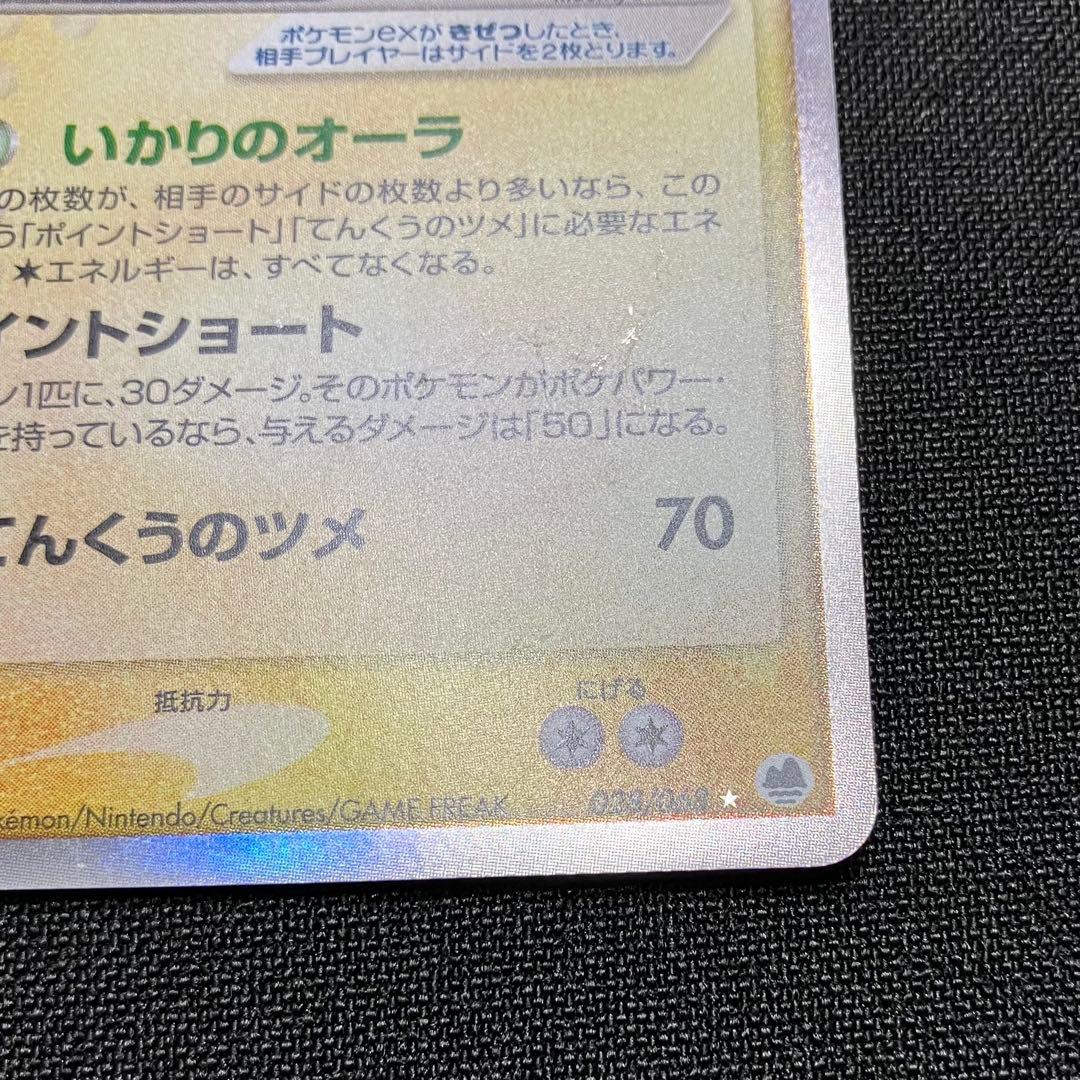 ポケモンexが きぜつしたとき、
相手プレイヤーはサイドを2枚とります。
いかりのオーラ
の枚数が、相手のサイドの枚数より多いなら、この
う「ポイントショート」「てんくうのツメ」に必要なエネ
エネルギーは、すべてなくなる。
イントショート
ン1匹に、30ダメージ。そのポケモンがポケパワー・
を持っているなら、与えるダメージは「50」になる。
てんくうのツメ 70
抵抗力 にげる
kémon/Nintendo/Creatures/GAME FREAK /068 ★